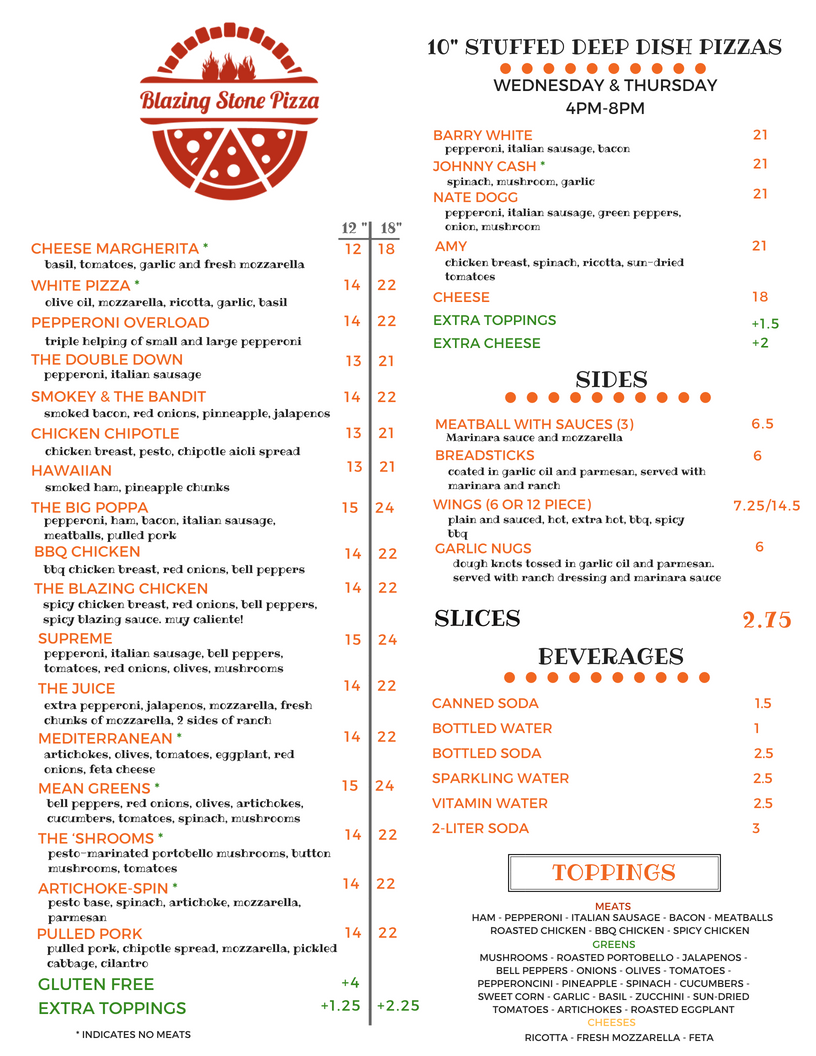 Blazing Stone Pizza
12 " 18"
CHEESE MARGHERITA * 12 18
basil, tomatoes, garlic and fresh mozzarella
WHITE PIZZA * 14 22
olive oil, mozzarella, ricotta, garlic, basil
PEPPERONI OVERLOAD 14 22
triple helping of small and large pepperoni
THE DOUBLE DOWN 13 21
pepperoni, italian sausage
SMOKEY & THE BANDIT 14 22
smoked bacon, red onions, pinneapple, jalapenos
CHICKEN CHIPOTLE 13 21
chicken breast, pesto, chipotle aioli spread
HAWAIIAN 13 21
smoked ham, pineapple chunks
THE BIG POPPA 15 24
pepperoni, ham, bacon, italian sausage,
meatballs, pulled pork
BBQ CHICKEN 14 22
bbq chicken breast, red onions, bell peppers
THE BLAZING CHICKEN 14 22
spicy chicken breast, red onions, bell peppers,
spicy blazing sauce. muy caliente!
SUPREME 15 24
pepperoni, italian sausage, bell peppers,
tomatoes, red onions, olives, mushrooms
THE JUICE 14 22
extra pepperoni, jalapenos, mozzarella, fresh
chunks of mozzarella, 2 sides of ranch
MEDITERRANEAN * 14 22
artichokes, olives, tomatoes, eggplant, red
onions, feta cheese
MEAN GREENS * 15 24
bell peppers, red onions, olives, artichokes,
cucumbers, tomatoes, spinach, mushrooms
THE ‘SHROOMS * 14 22
pesto-marinated portobello mushrooms, button
mushrooms, tomatoes
ARTICHOKE-SPIN * 14 22
pesto base, spinach, artichoke, mozzarella,
parmesan
PULLED PORK 14 22
pulled pork, chipotle spread, mozzarella, pickled
cabbage, cilantro
GLUTEN FREE +4
EXTRA TOPPINGS +1.25 +2.25
* INDICATES NO MEATS
10" STUFFED DEEP DISH PIZZAS
WEDNESDAY & THURSDAY
4PM-8PM
BARRY WHITE 21
pepperoni, italian sausage, bacon
JOHNNY CASH * 21
spinach, mushroom, garlic
NATE DOGG 21
pepperoni, italian sausage, green peppers,
onion, mushroom
AMY 21
chicken breast, spinach, ricotta, sun-dried
tomatoes
CHEESE 18
EXTRA TOPPINGS +1.5
EXTRA CHEESE +2
SIDES
MEATBALL WITH SAUCES (3) 6.5
Marinara sauce and mozzarella
BREADSTICKS 6
coated in garlic oil and parmesan, served with
marinara and ranch
WINGS (6 OR 12 PIECE) 7.25/14.5
plain and sauced, hot, extra hot, bbq, spicy
bbq
GARLIC NUGS 6
dough knots tossed in garlic oil and parmesan.
served with ranch dressing and marinara sauce
SLICES 2.75
BEVERAGES
CANNED SODA 1.5
BOTTLED WATER 1
BOTTLED SODA 2.5
SPARKLING WATER 2.5
VITAMIN WATER 2.5
2-LITER SODA 3
TOPPINGS
MEATS
HAM - PEPPERONI - ITALIAN SAUSAGE - BACON - MEATBALLS
ROASTED CHICKEN - BBQ CHICKEN - SPICY CHICKEN
GREENS
MUSHROOMS - ROASTED PORTOBELLO - JALAPENOS -
BELL PEPPERS - ONIONS - OLIVES - TOMATOES -
PEPPERONCINI - PINEAPPLE - SPINACH - CUCUMBERS -
SWEET CORN - GARLIC - BASIL - ZUCCHINI - SUN-DRIED
TOMATOES - ARTICHOKES - ROASTED EGGPLANT
CHEESES
RICOTTA - FRESH MOZZARELLA - FETA